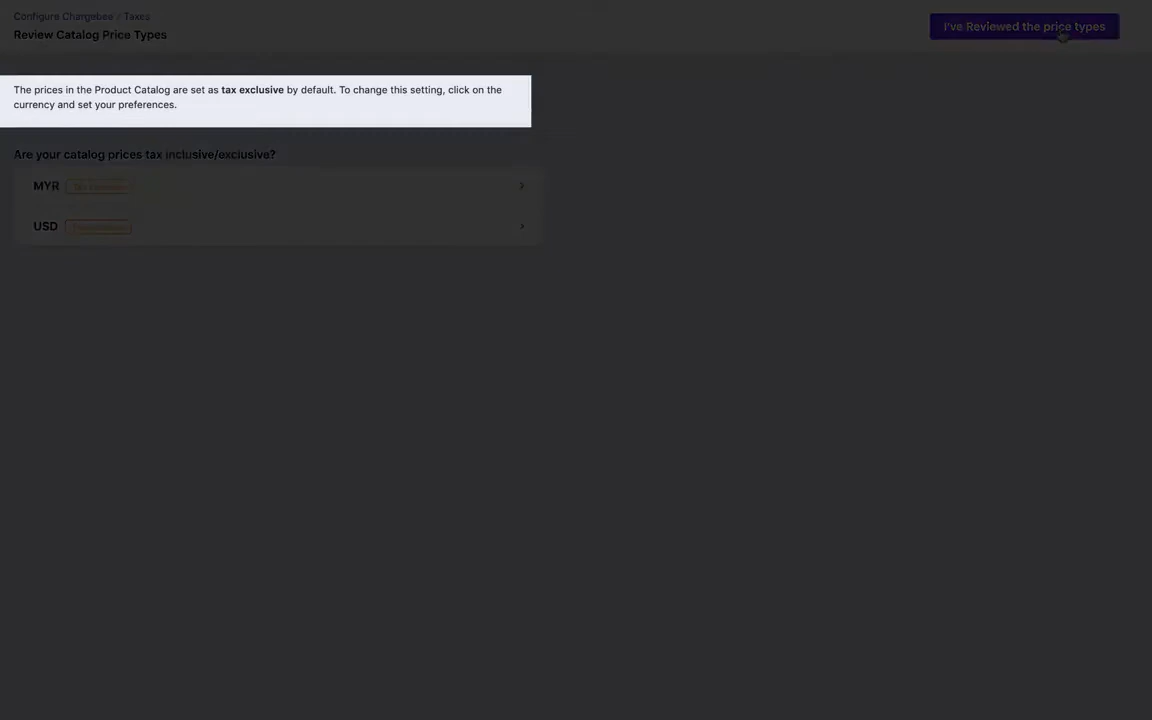 Configure Chargebee / Taxes
Review Catalog Price Types
I've Reviewed the price types
The prices in the Product Catalog are set as tax exclusive by default. To change this setting, click on the
currency and set your preferences.
Are your catalog prices tax inclusive/exclusive?
MYR Tax Exclusive
USD